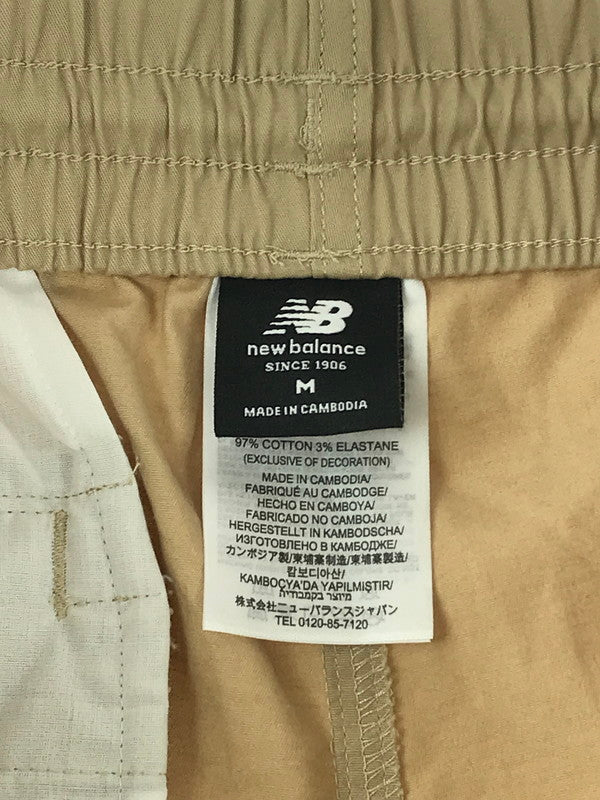 NB
new balance
SINCE 1906
M
MADE IN CAMBODIA
97% COTTON 3% ELASTANE
(EXCLUSIVE OF DECORATION)
MADE IN CAMBODIA/
FABRIQUÉ AU CAMBODGE/
HECHO EN CAMBOYA/
FABRICADO NO CAMBOJA/
HERGESTELLT IN KAMBODSCHA/
ИЗГОТОВЛЕНО В КАМБОДЖЕ/
カンボジア製/柬埔寨制造/柬埔寨製造/
캄보디아산/
KAMBOÇYA'DA YAPILMIŞTIR/
מיוצר בקמבודיה
株式会社ニューバランスジャパン
TEL 0120-85-7120